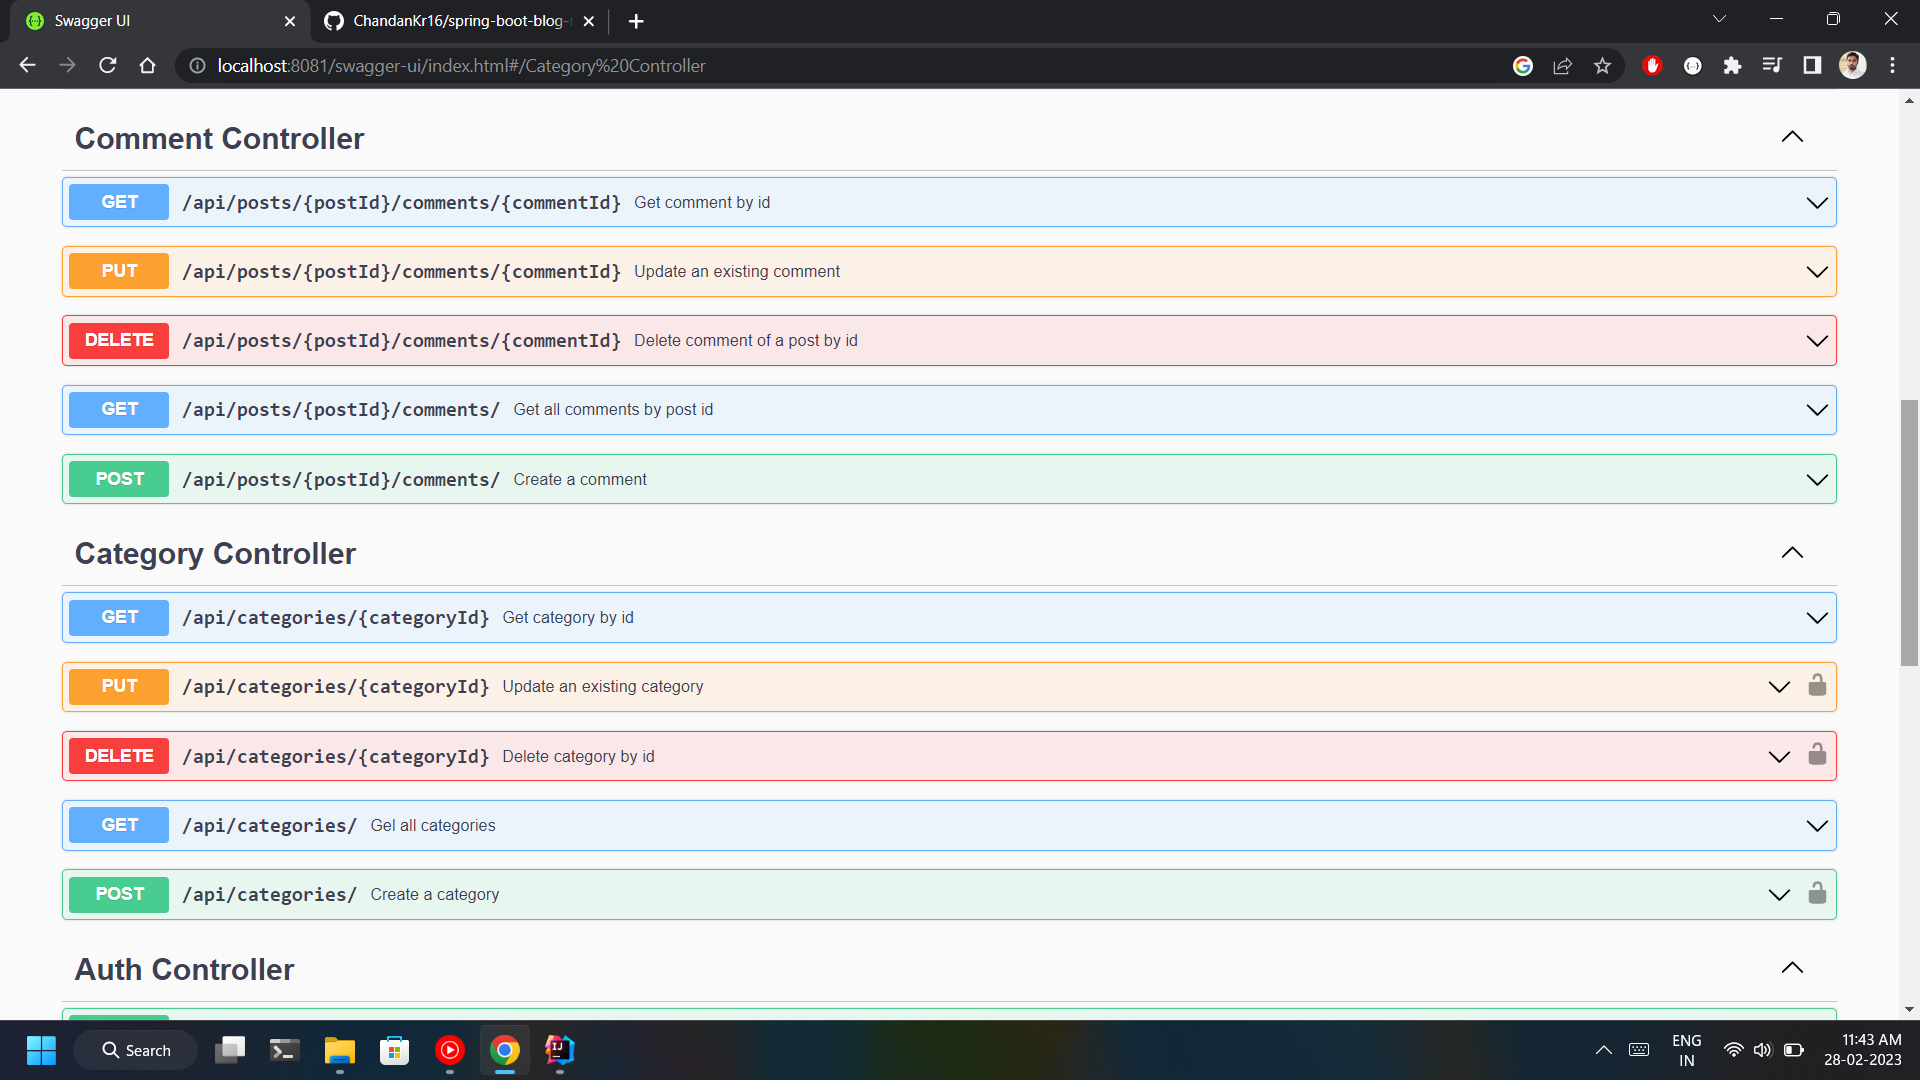 Swagger UI
ChandanKr16/spring-boot-blog-
localhost:8081/swagger-ui/index.html#/Category%20Controller
Comment Controller
GET /api/posts/{postId}/comments/{commentId} Get comment by id
PUT /api/posts/{postId}/comments/{commentId} Update an existing comment
DELETE /api/posts/{postId}/comments/{commentId} Delete comment of a post by id
GET /api/posts/{postId}/comments/ Get all comments by post id
POST /api/posts/{postId}/comments/ Create a comment
Category Controller
GET /api/categories/{categoryId} Get category by id
PUT /api/categories/{categoryId} Update an existing category
DELETE /api/categories/{categoryId} Delete category by id
GET /api/categories/ Gel all categories
POST /api/categories/ Create a category
Auth Controller
Search
ENG
IN
11:43 AM
28-02-2023